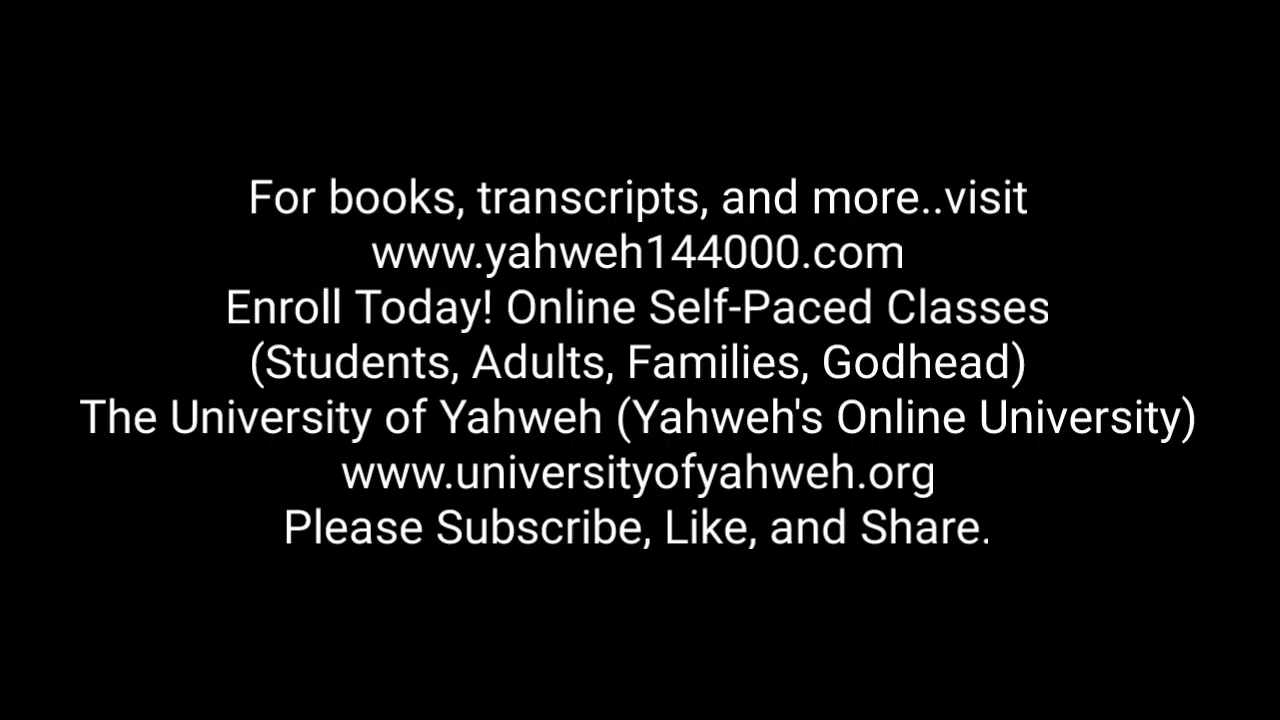 For books, transcripts, and more..visit
www.yahweh144000.com
Enroll Today! Online Self-Paced Classes
(Students, Adults, Families, Godhead)
The University of Yahweh (Yahweh's Online University)
www.universityofyahweh.org
Please Subscribe, Like, and Share.